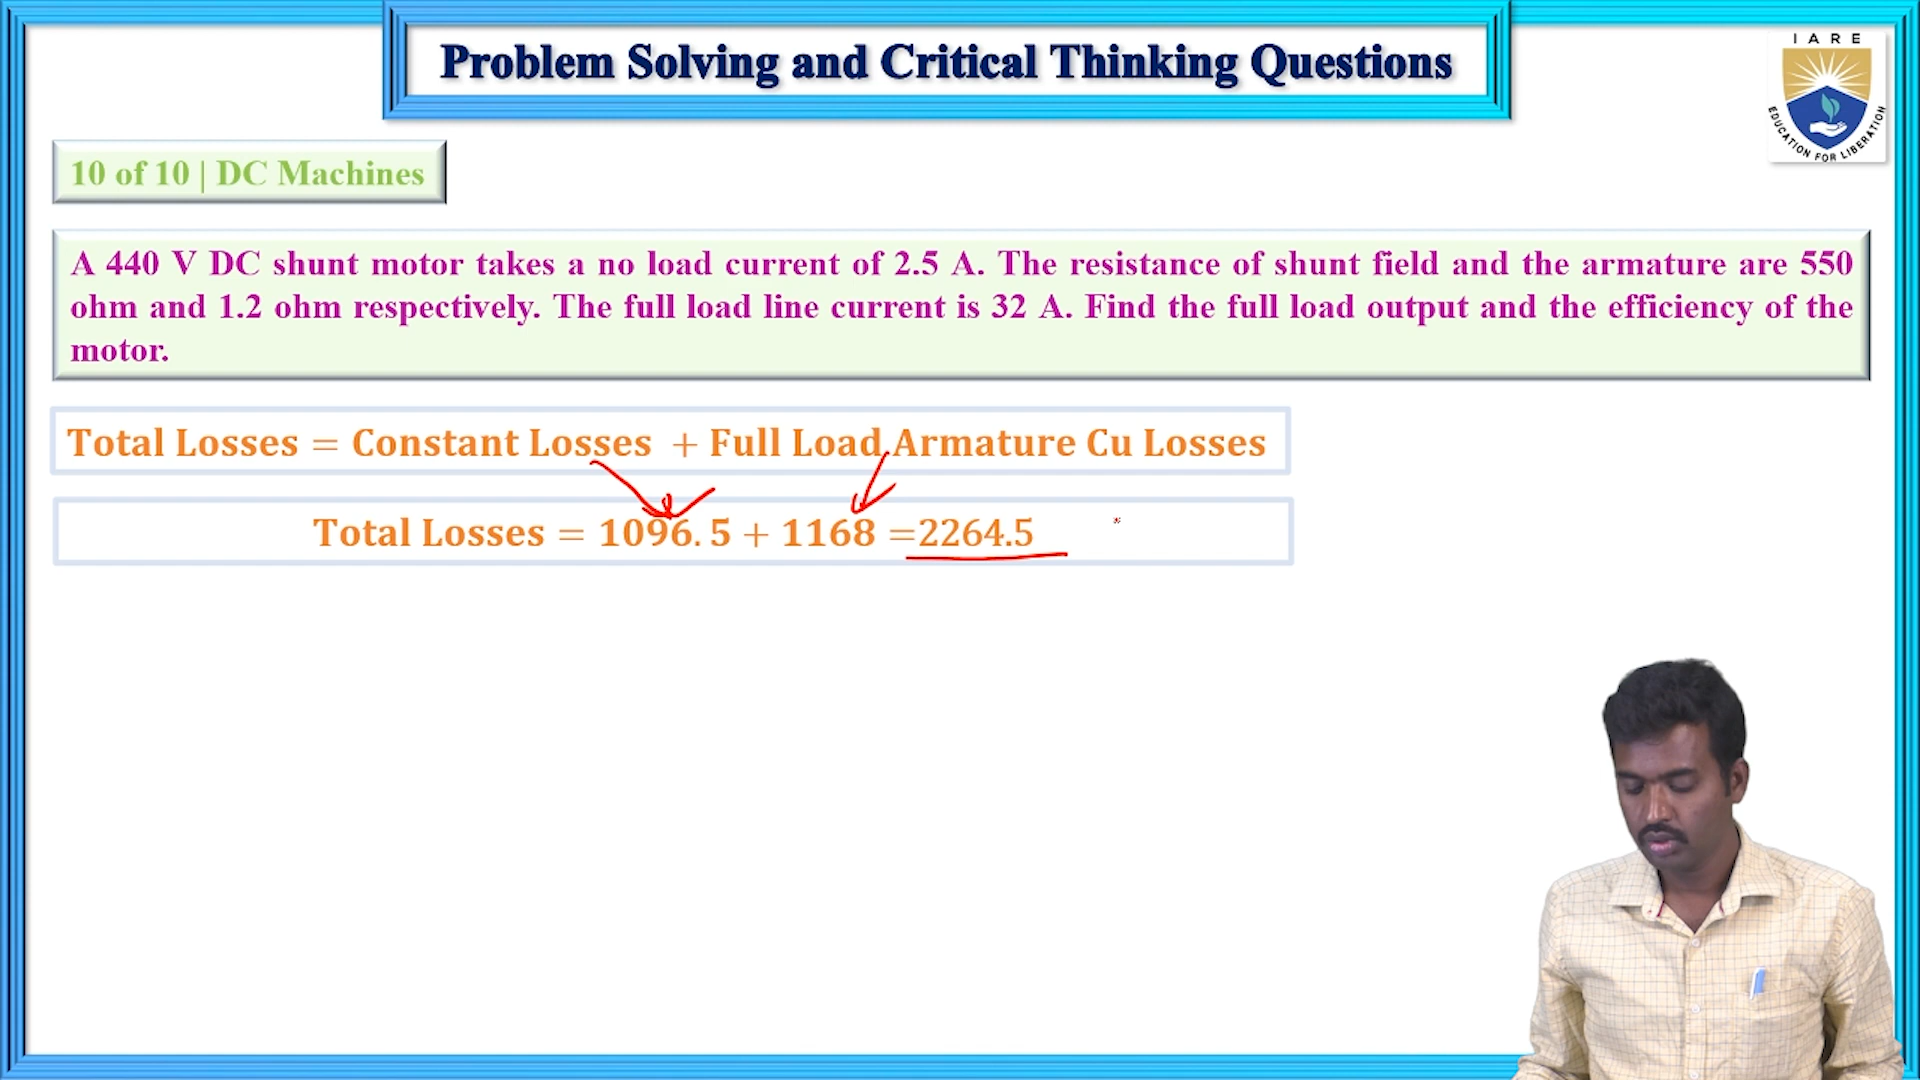 Problem Solving and Critical Thinking Questions
I A R E
EDUCATION FOR LIBERATION
10 of 10 | DC Machines
A 440 V DC shunt motor takes a no load current of 2.5 A. The resistance of shunt field and the armature are 550
ohm and 1.2 ohm respectively. The full load line current is 32 A. Find the full load output and the efficiency of the
motor.
Total Losses = Constant Losses + Full Load Armature Cu Losses
Total Losses = 1096.5 + 1168 =2264.5